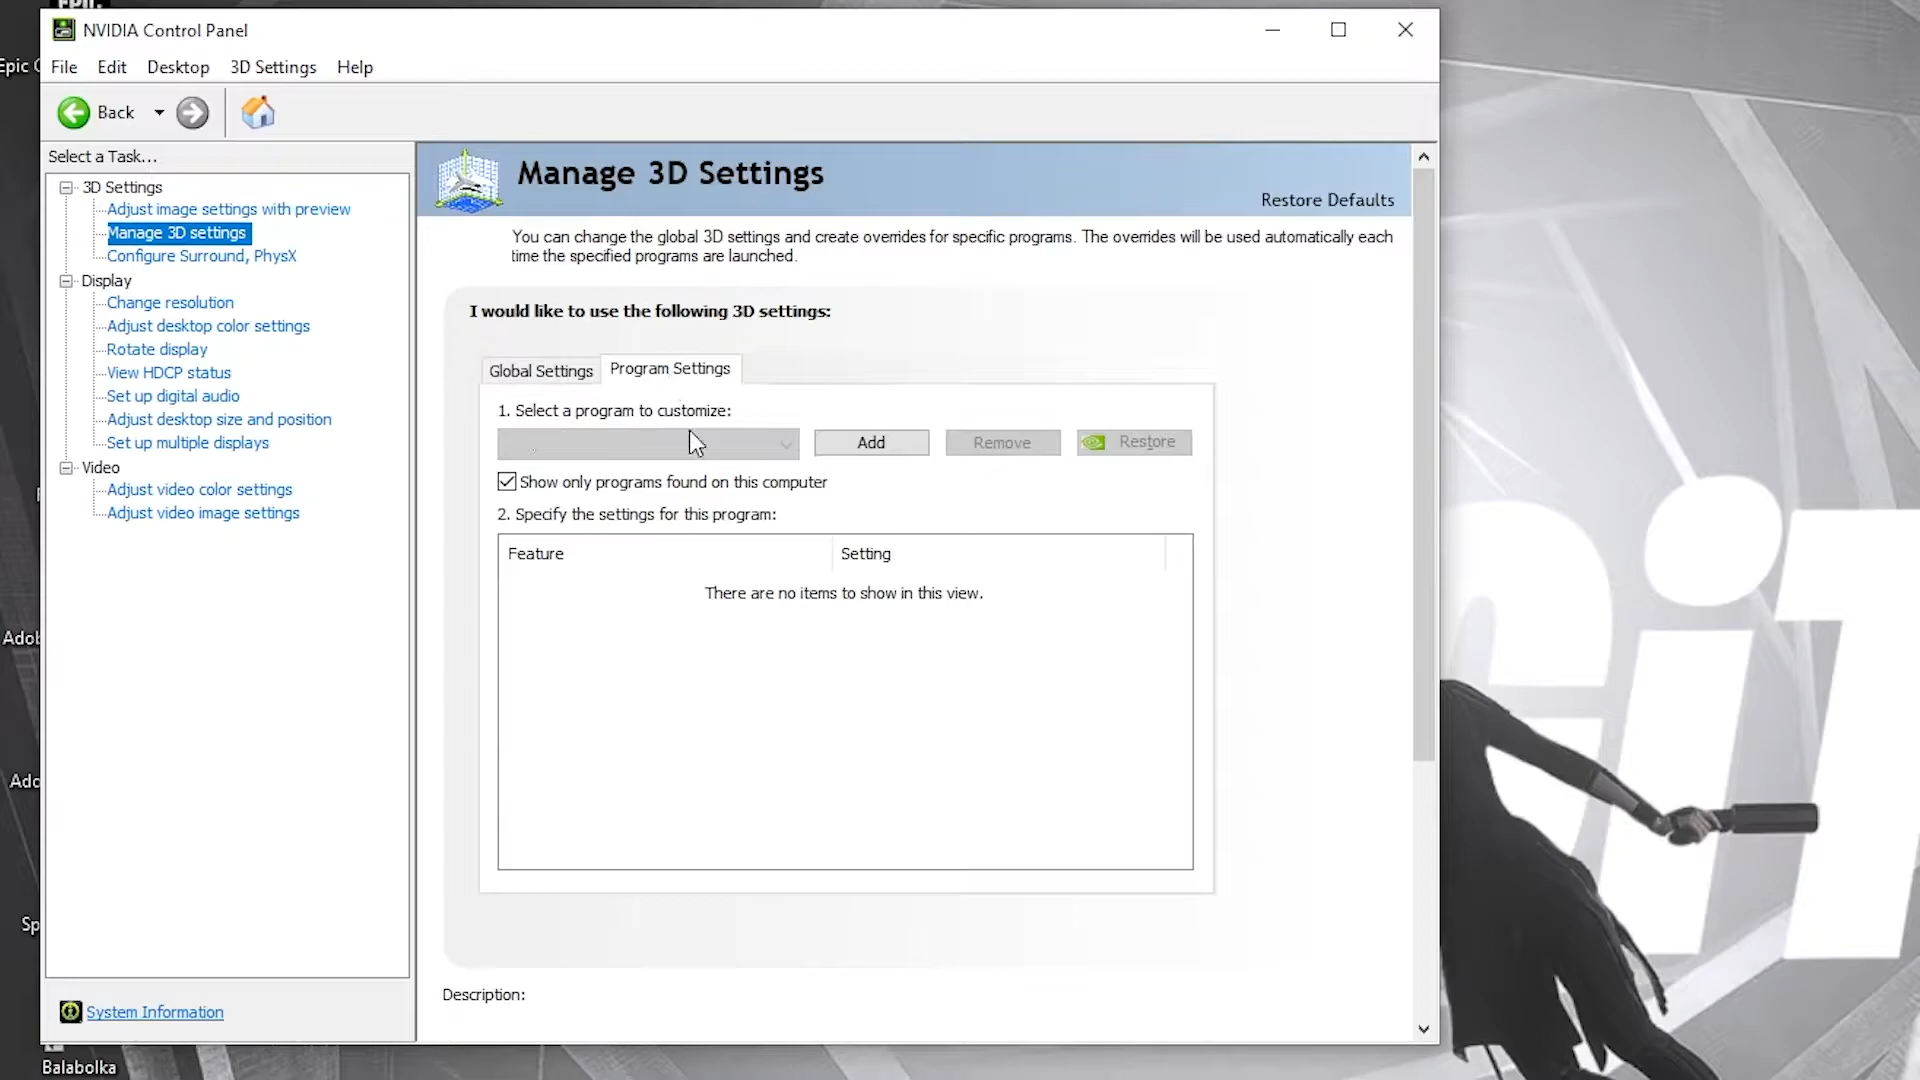 EPIC
NVIDIA Control Panel
File Edit Desktop 3D Settings Help
Epic
Back
Select a Task...
3D Settings
Adjust image settings with preview
Manage 3D settings
Configure Surround, PhysX
Display
Change resolution
Adjust desktop color settings
Rotate display
View HDCP status
Set up digital audio
Adjust desktop size and position
Set up multiple displays
Video
Adjust video color settings
Adjust video image settings
System Information
Manage 3D Settings
Restore Defaults
You can change the global 3D settings and create overrides for specific programs. The overrides will be used automatically each
time the specified programs are launched.
I would like to use the following 3D settings:
Global Settings Program Settings
1. Select a program to customize:
Add Remove Restore
Show only programs found on this computer
2. Specify the settings for this program:
Feature Setting
There are no items to show in this view.
Description:
Adob
Ado
Sp
Balabolka